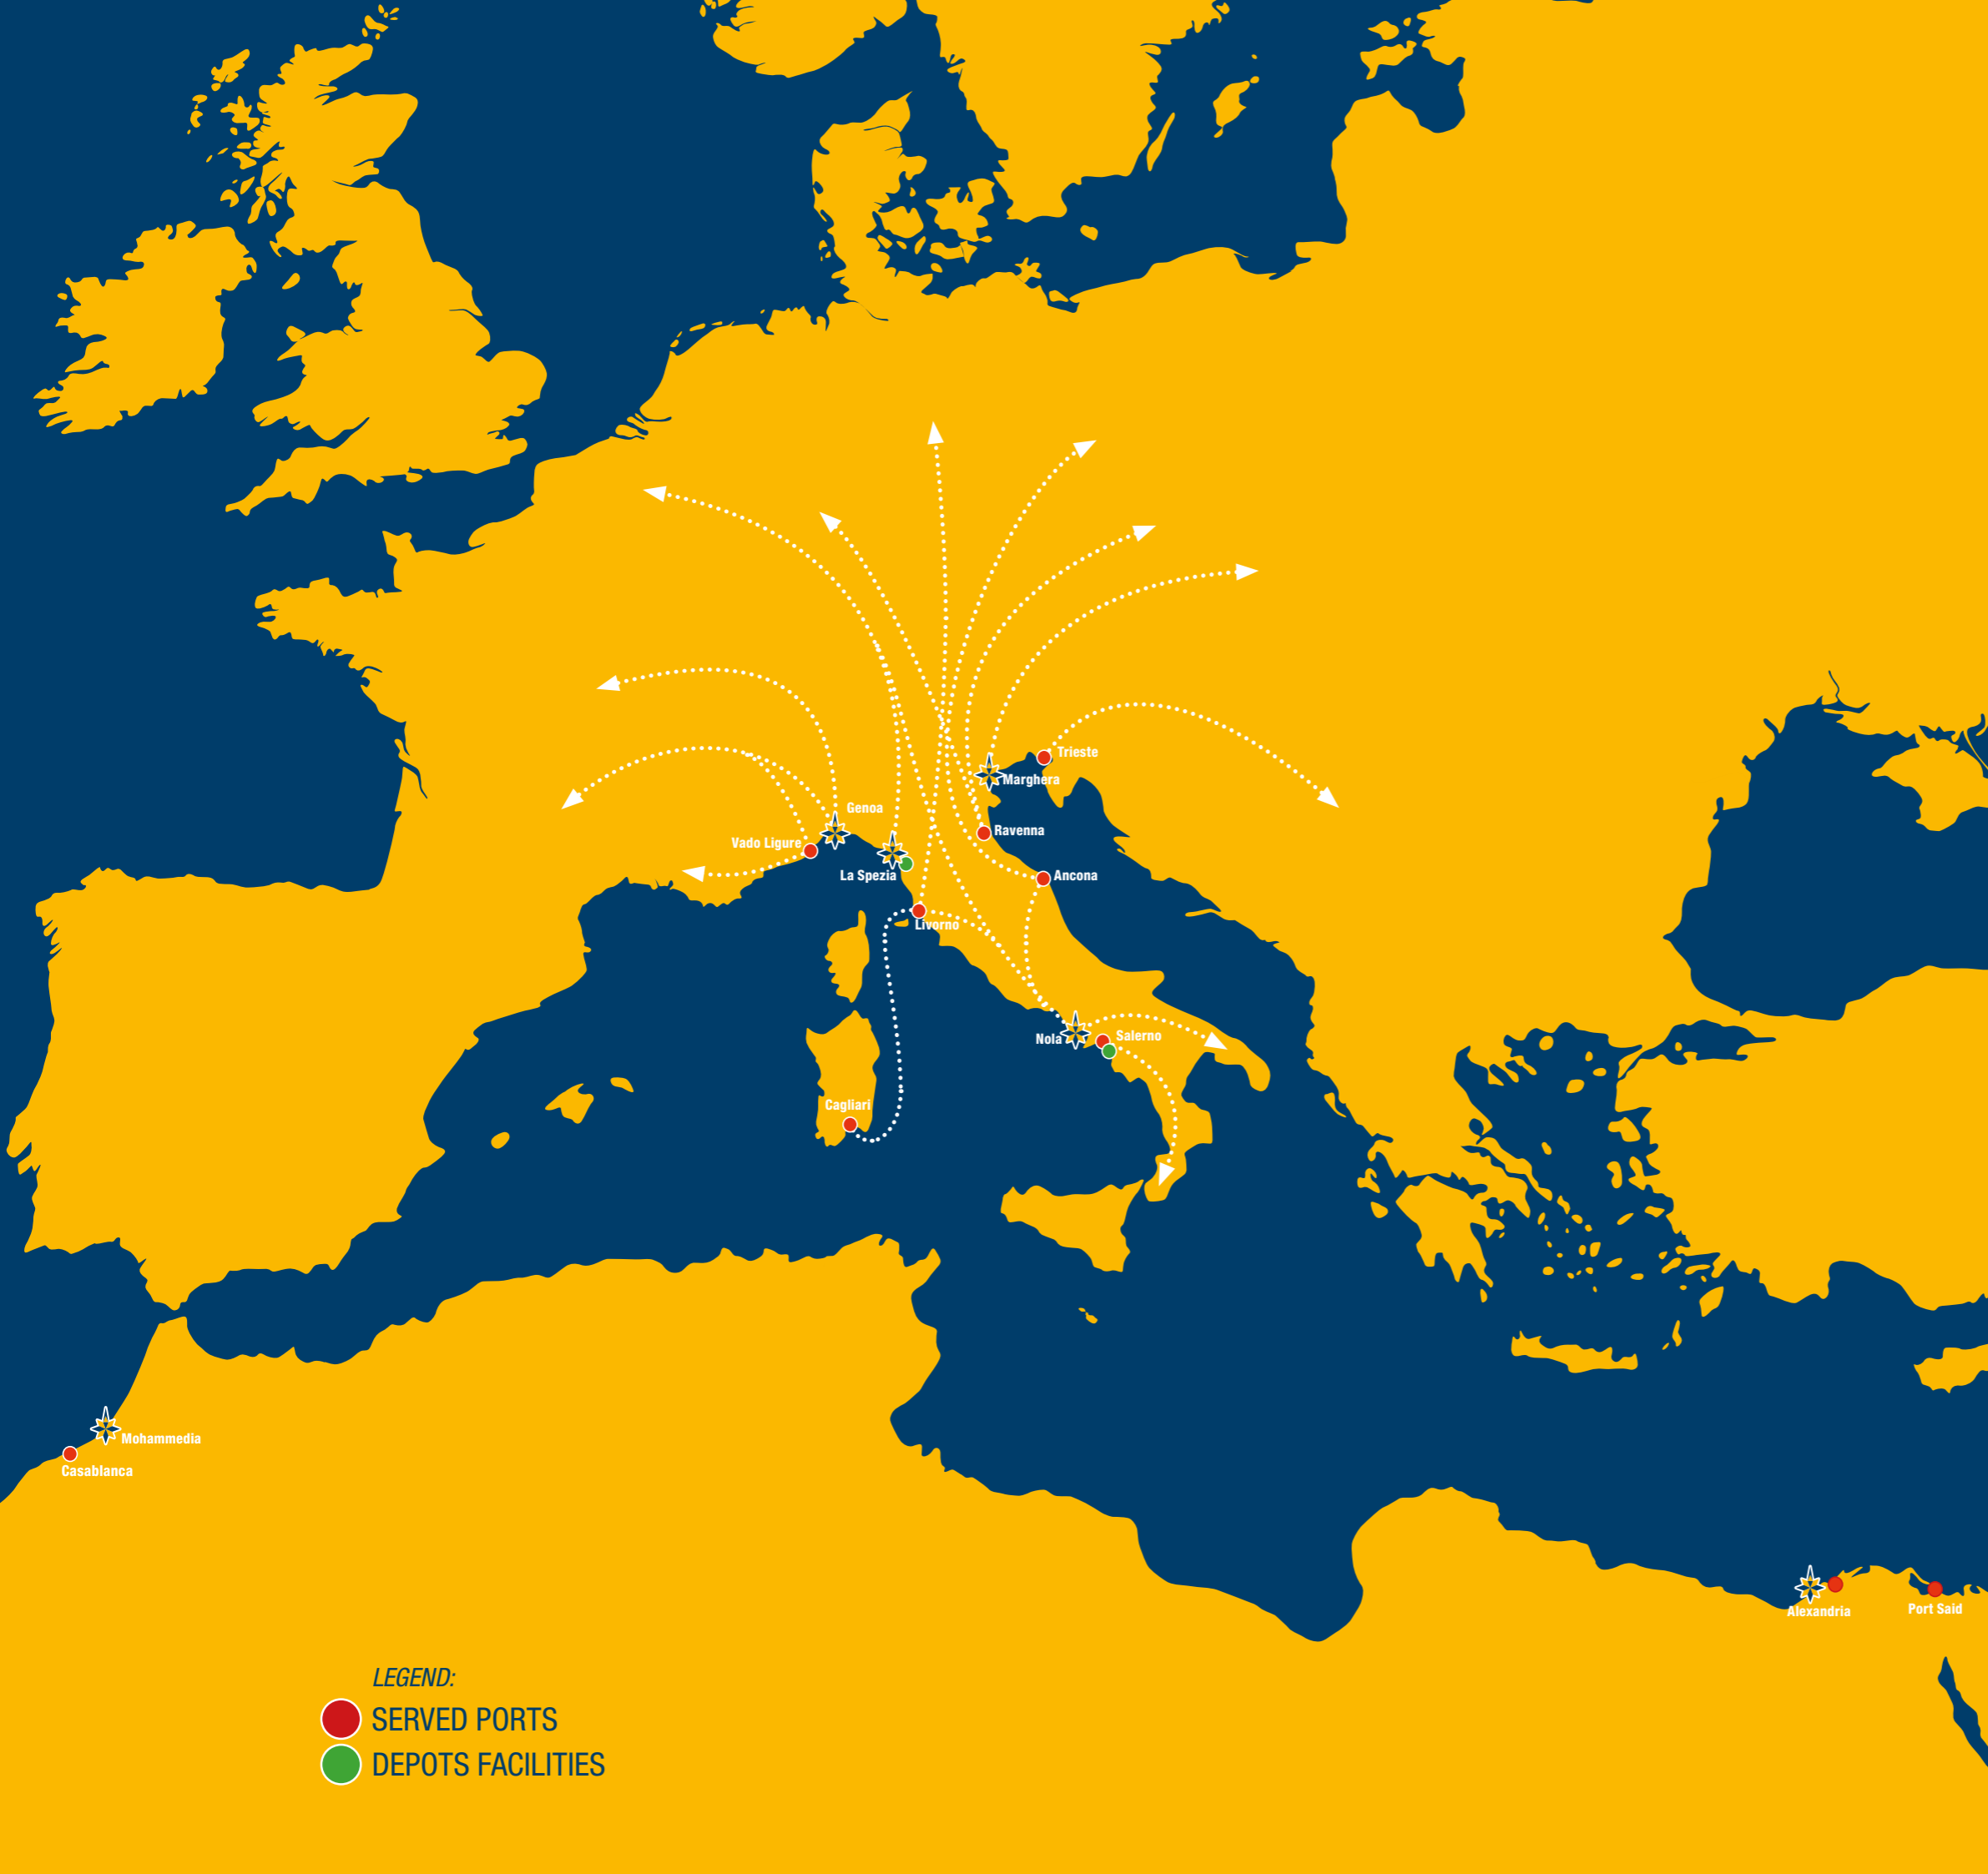 Trieste
Marghera
Genoa
Ravenna
Vado Ligure
La Spezia
Ancona
Livorno
Nola
Salerno
Cagliari
Mohammedia
Casablanca
Alexandria
Port Said
LEGEND:
SERVED PORTS
DEPOTS FACILITIES